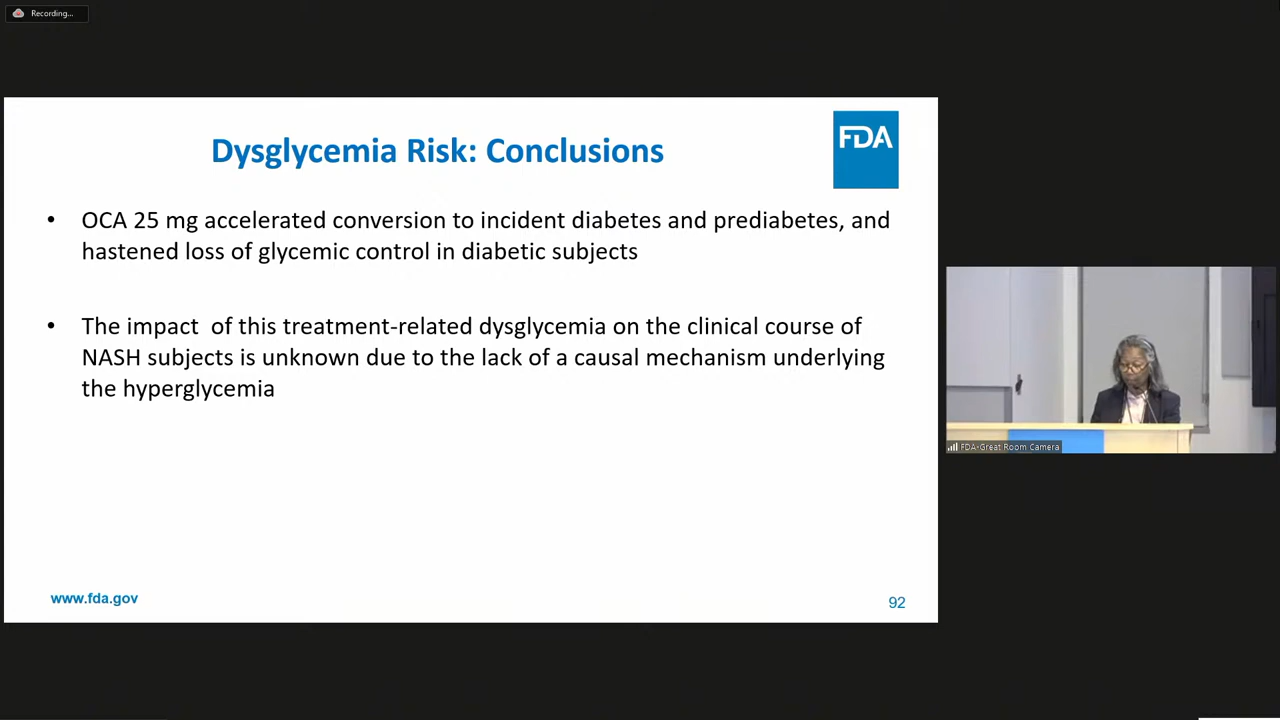 Recording...
Dysglycemia Risk: Conclusions
FDA
• OCA 25 mg accelerated conversion to incident diabetes and prediabetes, and
hastened loss of glycemic control in diabetic subjects
• The impact  of this treatment-related dysglycemia on the clinical course of
NASH subjects is unknown due to the lack of a causal mechanism underlying
the hyperglycemia
FDA-Great Room Camera
www.fda.gov
92